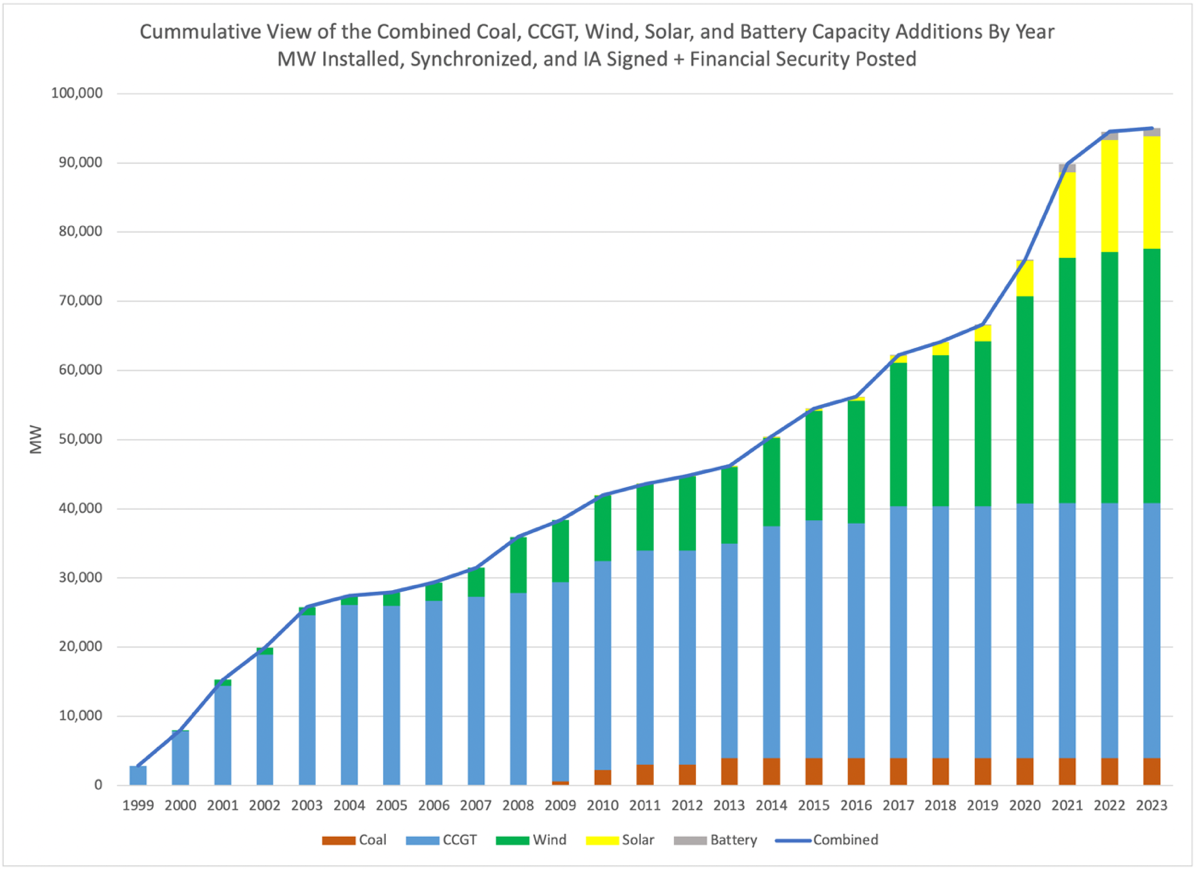 Cummulative View of the Combined Coal, CCGT, Wind, Solar, and Battery Capacity Additions By Year
MW Installed, Synchronized, and IA Signed + Financial Security Posted
100,000
90,000
80,000
70,000
60,000
50,000
40,000
30,000
20,000
10,000
0
MW
1999 2000 2001 2002 2003 2004 2005 2006 2007 2008 2009 2010 2011 2012 2013 2014 2015 2016 2017 2018 2019 2020 2021 2022 2023
Coal CCGT Wind Solar Battery Combined